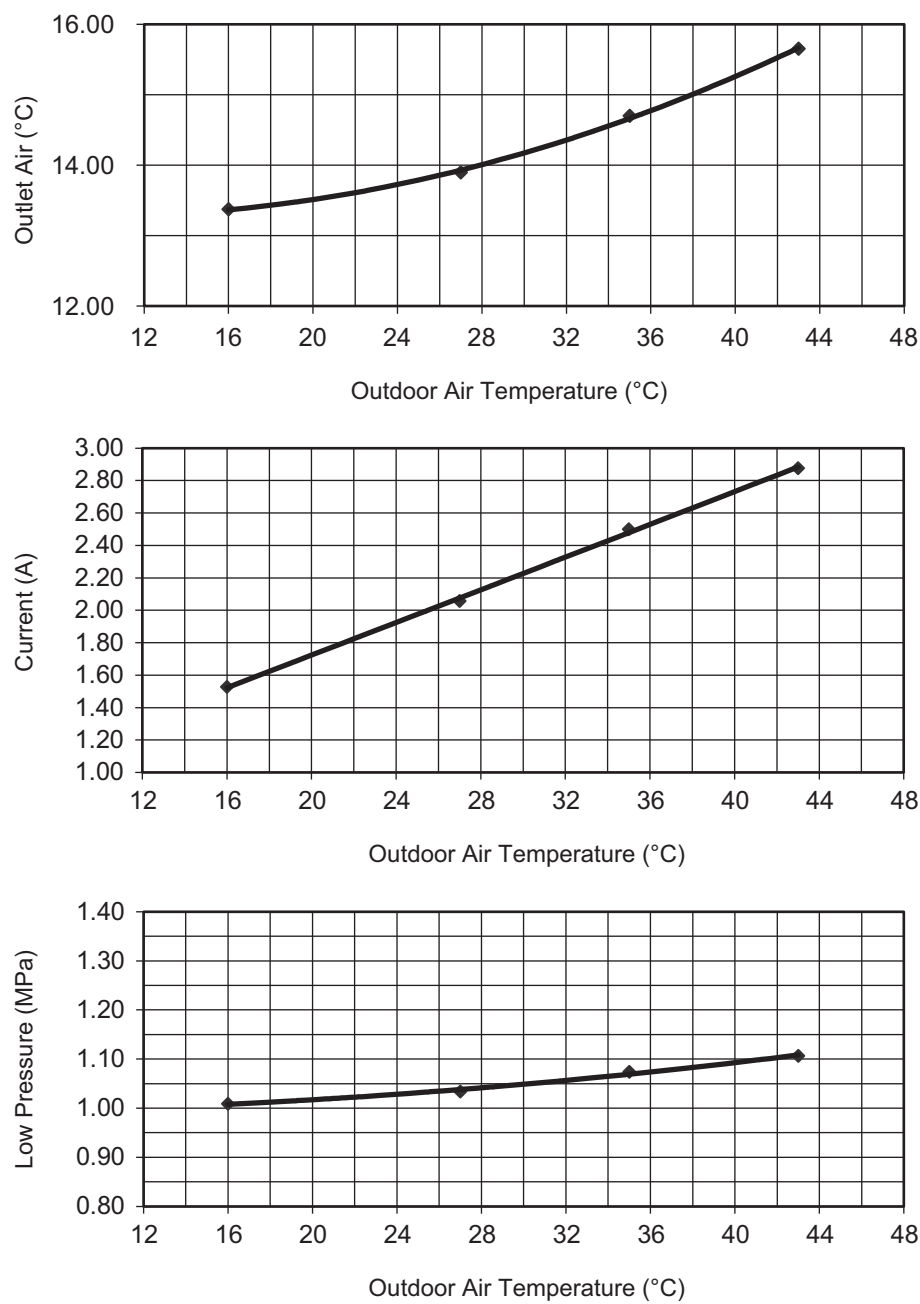 16.00
14.00
12.00
Outlet Air (°C)
12 16 20 24 28 32 36 40 44 48
Outdoor Air Temperature (°C)
3.00
2.80
2.60
2.40
2.20
2.00
1.80
1.60
1.40
1.20
1.00
Current (A)
12 16 20 24 28 32 36 40 44 48
Outdoor Air Temperature (°C)
1.40
1.30
1.20
1.10
1.00
0.90
0.80
Low Pressure (MPa)
12 16 20 24 28 32 36 40 44 48
Outdoor Air Temperature (°C)